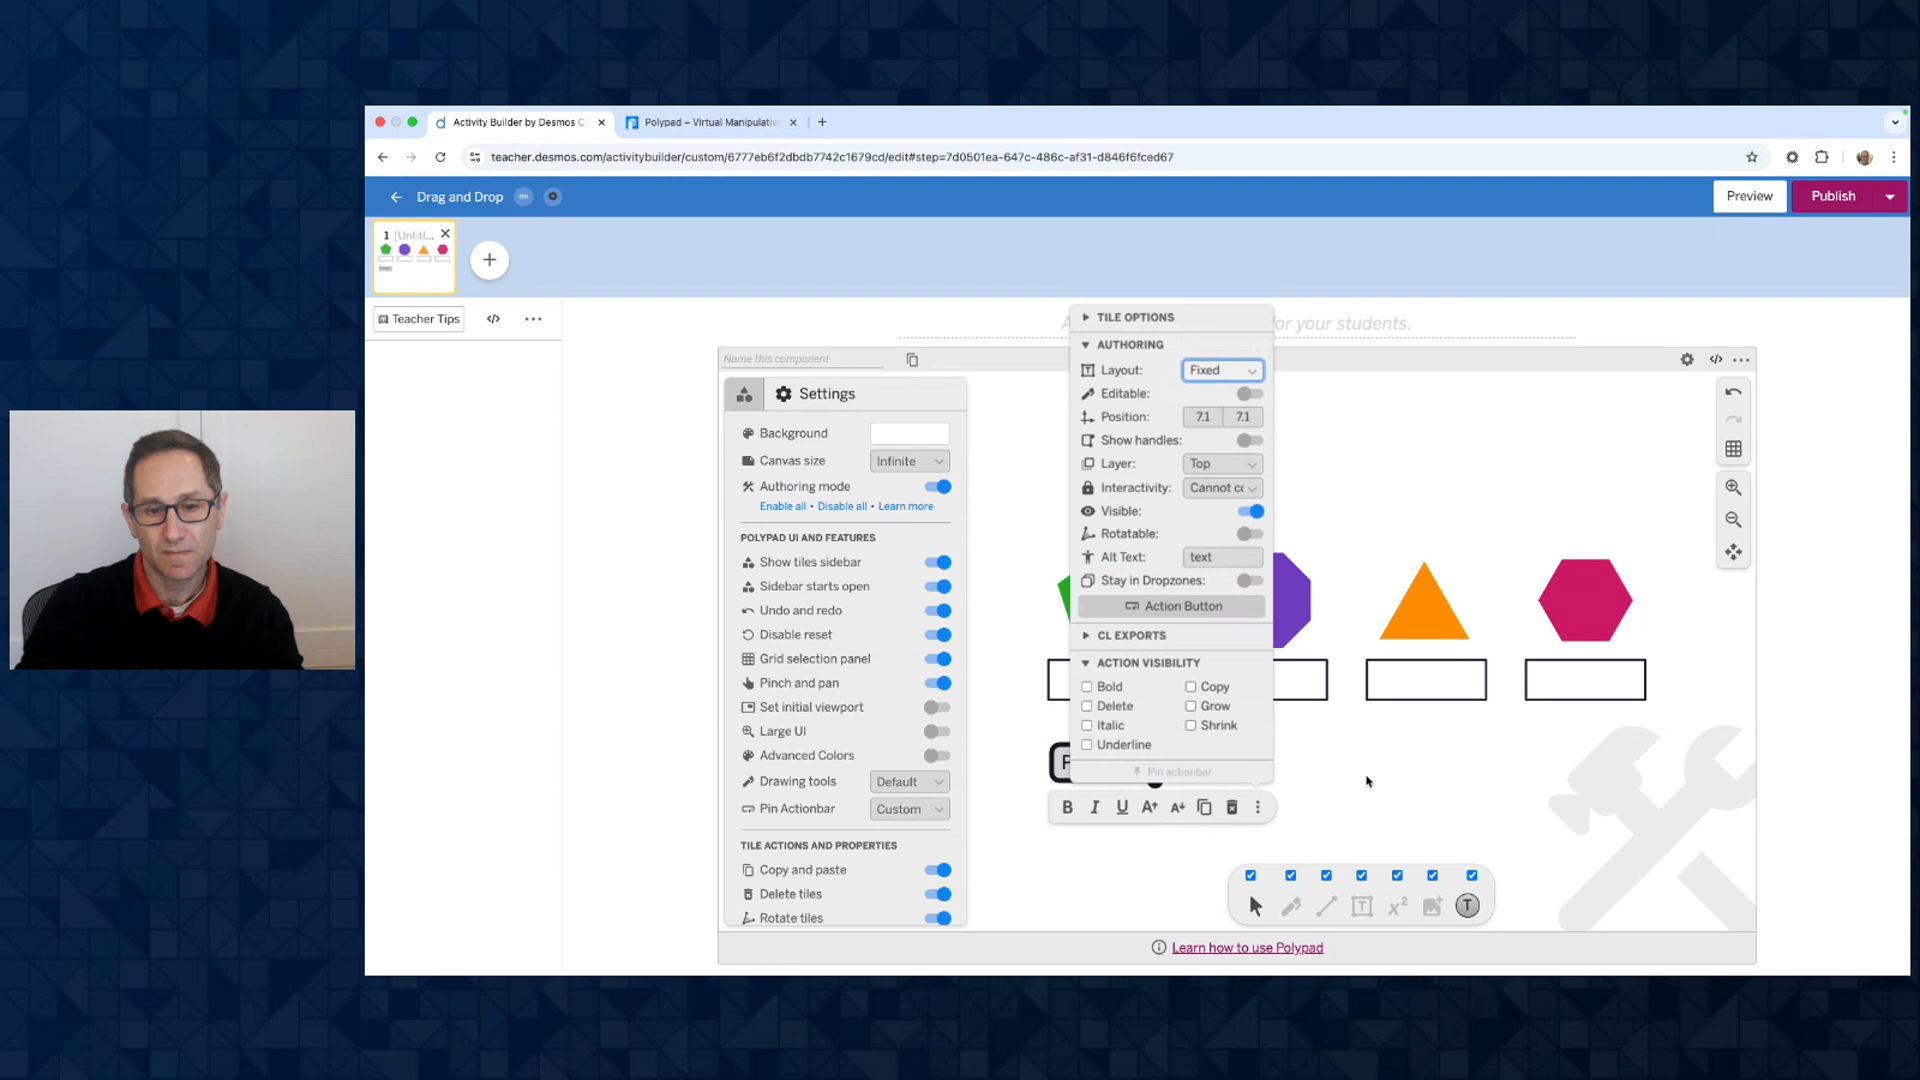 Activity Builder by Desmos C
Polypad – Virtual Manipulativ
teacher.desmos.com/activitybuilder/custom/6777eb6f2dbdb7742c1679cd/edit#step=7d0501ea-647c-486c-af31-d846f6fced67
Drag and Drop
Preview
Publish
1 [Untitl...
Teacher Tips
for your students.
Name this component
Settings
Background
Canvas size
Infinite
Authoring mode
Enable all • Disable all • Learn more
POLYPAD UI AND FEATURES
Show tiles sidebar
Sidebar starts open
Undo and redo
Disable reset
Grid selection panel
Pinch and pan
Set initial viewport
Large UI
Advanced Colors
Drawing tools
Default
Pin Actionbar
Custom
TILE ACTIONS AND PROPERTIES
Copy and paste
Delete tiles
Rotate tiles
TILE OPTIONS
AUTHORING
Layout: Fixed
Editable:
Position: 7.1 7.1
Show handles:
Layer: Top
Interactivity: Cannot cc
Visible:
Rotatable:
Alt Text: text
Stay in Dropzones:
Action Button
CL EXPORTS
ACTION VISIBILITY
Bold Copy
Delete Grow
Italic Shrink
Underline
Pin actionbar
B I U A A
x²
T
Learn how to use Polypad